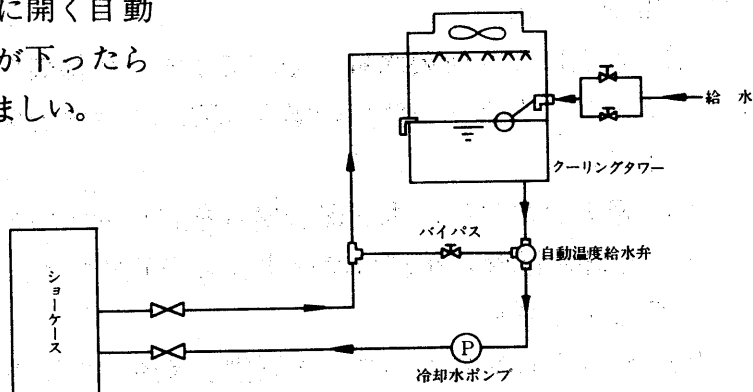 に開く自動
が下ったら
ましい。
給水
クーリングタワー
バイパス
自動温度給水弁
ショーケース
P
冷却水ポンプ